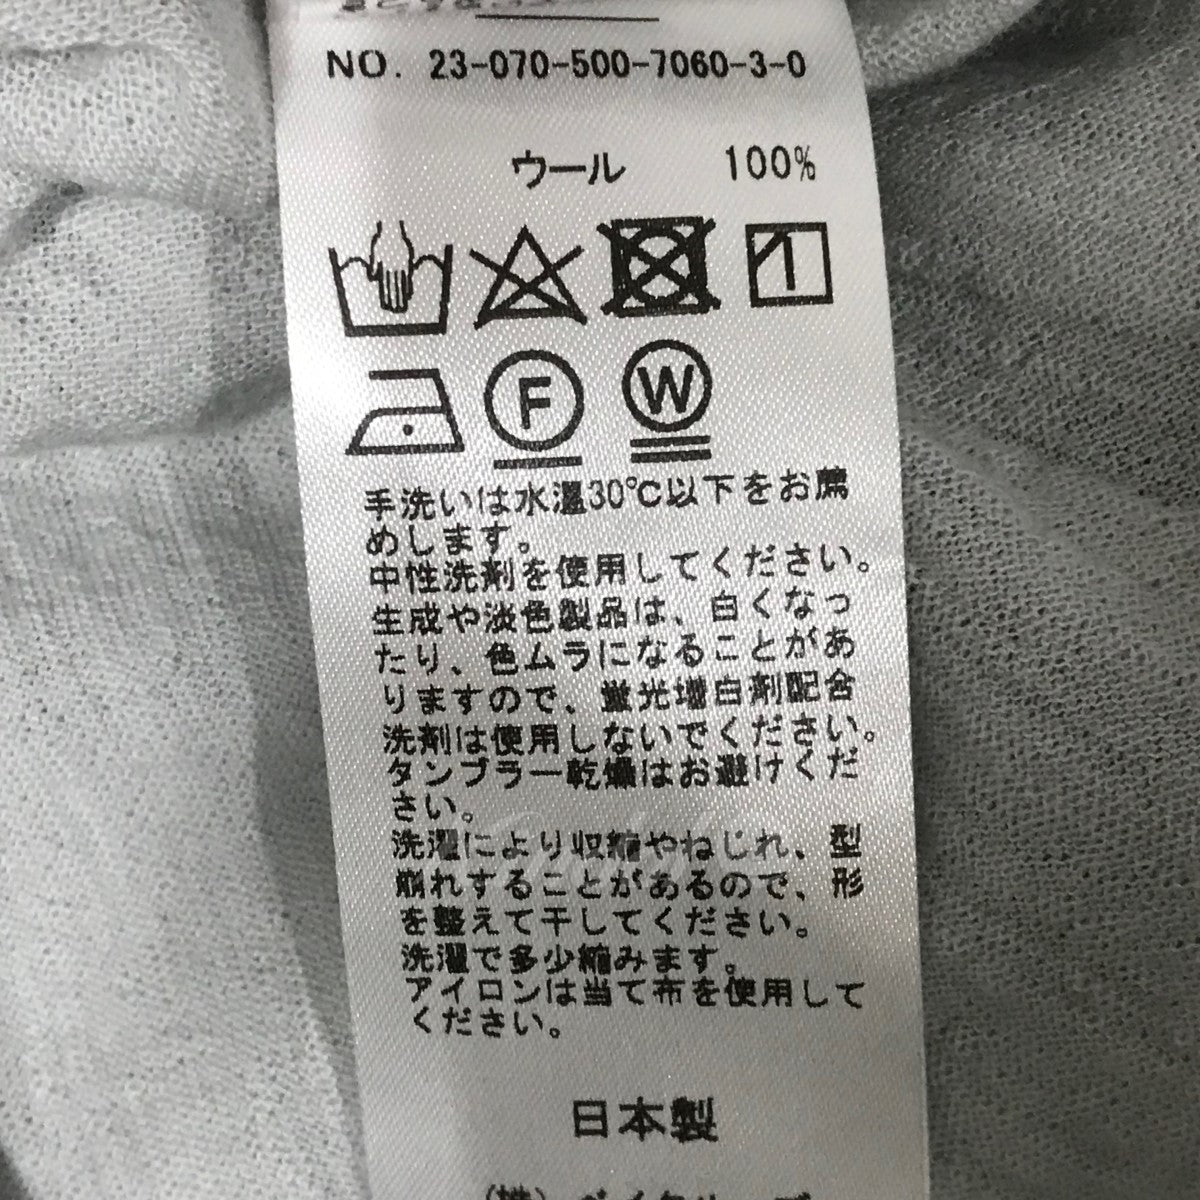 NO. 23-070-500-7060-3-0
ウール 100%
F W
手洗いは水温30℃以下をお薦
めします。
中性洗剤を使用してください。
生成や淡色製品は、白くなっ
たり、色ムラになることがあ
りますので、蛍光増白剤配合
洗剤は使用しないでください。
タンブラー乾燥はお避けくだ
さい。
洗濯により収縮やねじれ、型
崩れすることがあるので、形
を整えて干してください。
洗濯で多少縮みます。
アイロンは当て布を使用して
ください。
日本製